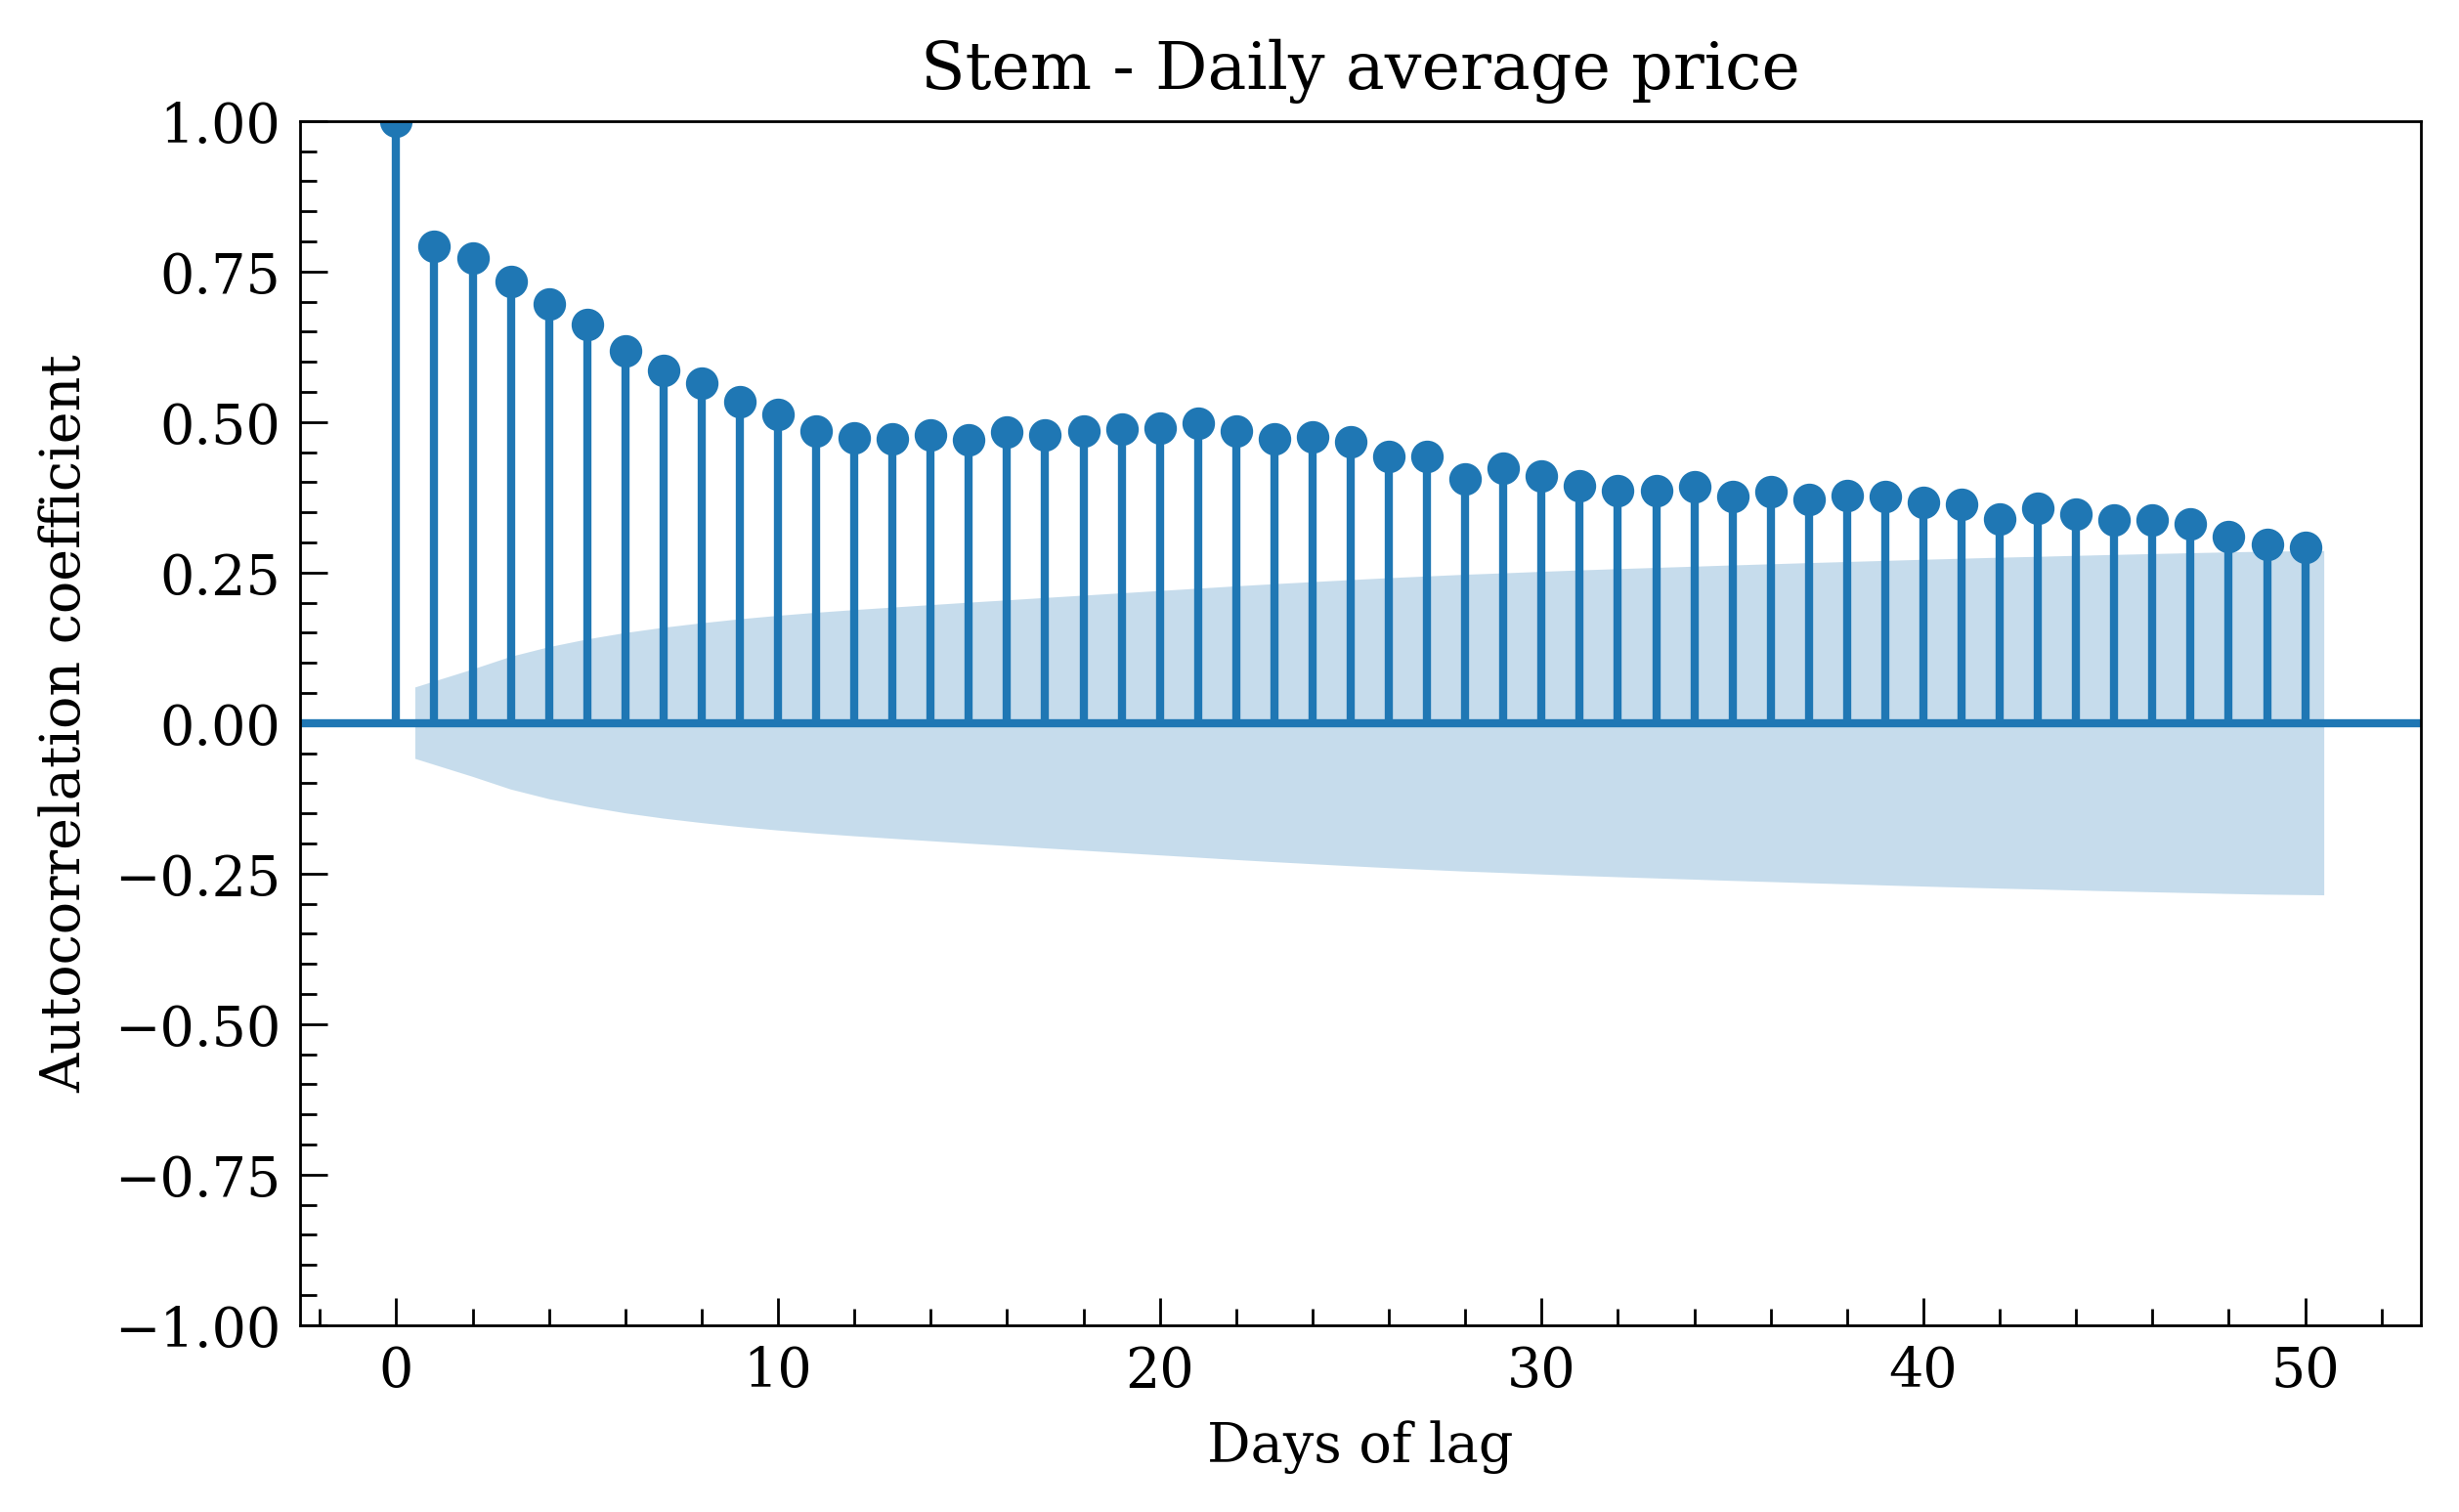 Stem - Daily average price
Autocorrelation coefficient
1.00
0.75
0.50
0.25
0.00
−0.25
−0.50
−0.75
−1.00
0 10 20 30 40 50
Days of lag